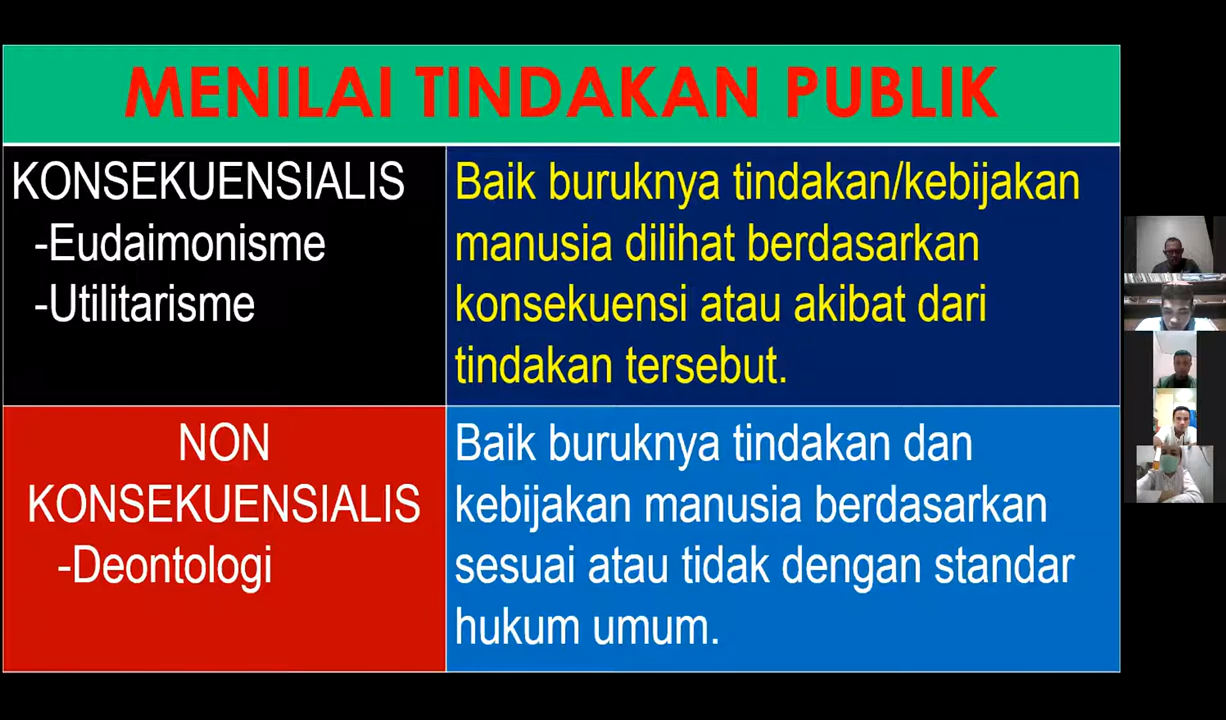 MENILAI TINDAKAN PUBLIK
KONSEKUENSIALIS
-Eudaimonisme
-Utilitarisme
Baik buruknya tindakan/kebijakan
manusia dilihat berdasarkan
konsekuensi atau akibat dari
tindakan tersebut.
NON
KONSEKUENSIALIS
-Deontologi
Baik buruknya tindakan dan
kebijakan manusia berdasarkan
sesuai atau tidak dengan standar
hukum umum.